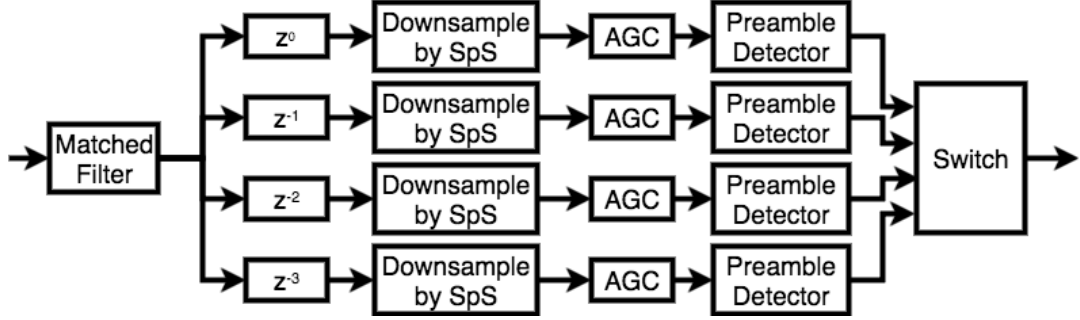 z⁰
Downsample
by SpS
AGC
Preamble
Detector
z⁻¹
Downsample
by SpS
AGC
Preamble
Detector
Matched
Filter
Switch
z⁻²
Downsample
by SpS
AGC
Preamble
Detector
z⁻³
Downsample
by SpS
AGC
Preamble
Detector